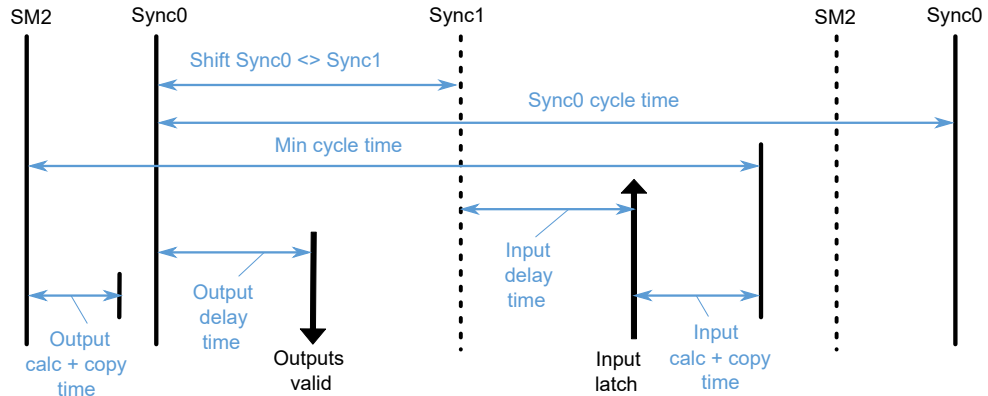 SM2
Sync0
Sync1
SM2
Sync0
Shift Sync0 <> Sync1
Sync0 cycle time
Min cycle time
Input
delay
time
Output
delay
time
Output
calc + copy
time
Outputs
valid
Input
latch
Input
calc + copy
time